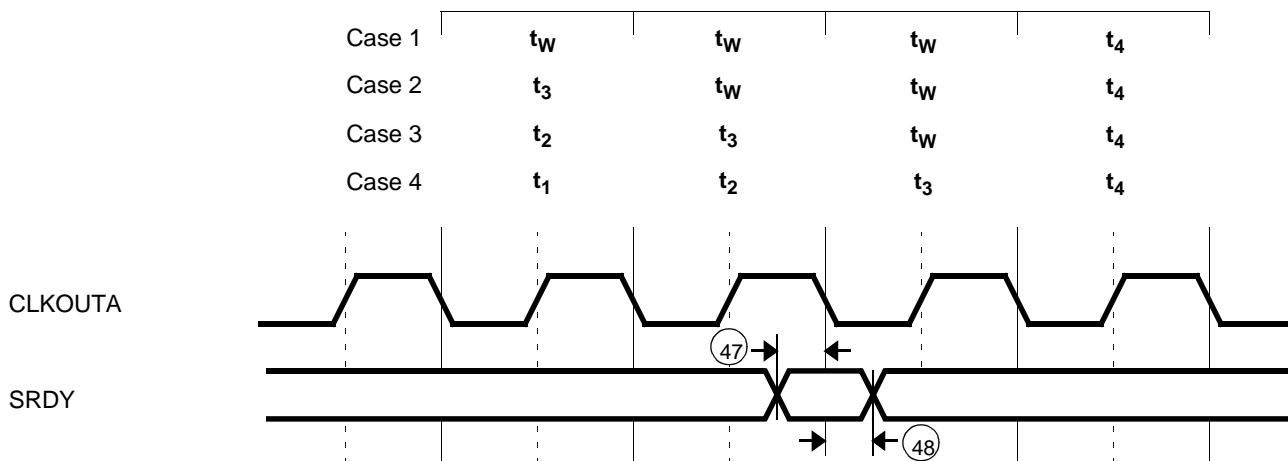 Case 1 tW tW tW t4
Case 2 t3 tW tW t4
Case 3 t2 t3 tW t4
Case 4 t1 t2 t3 t4
CLKOUTA
47
SRDY
48